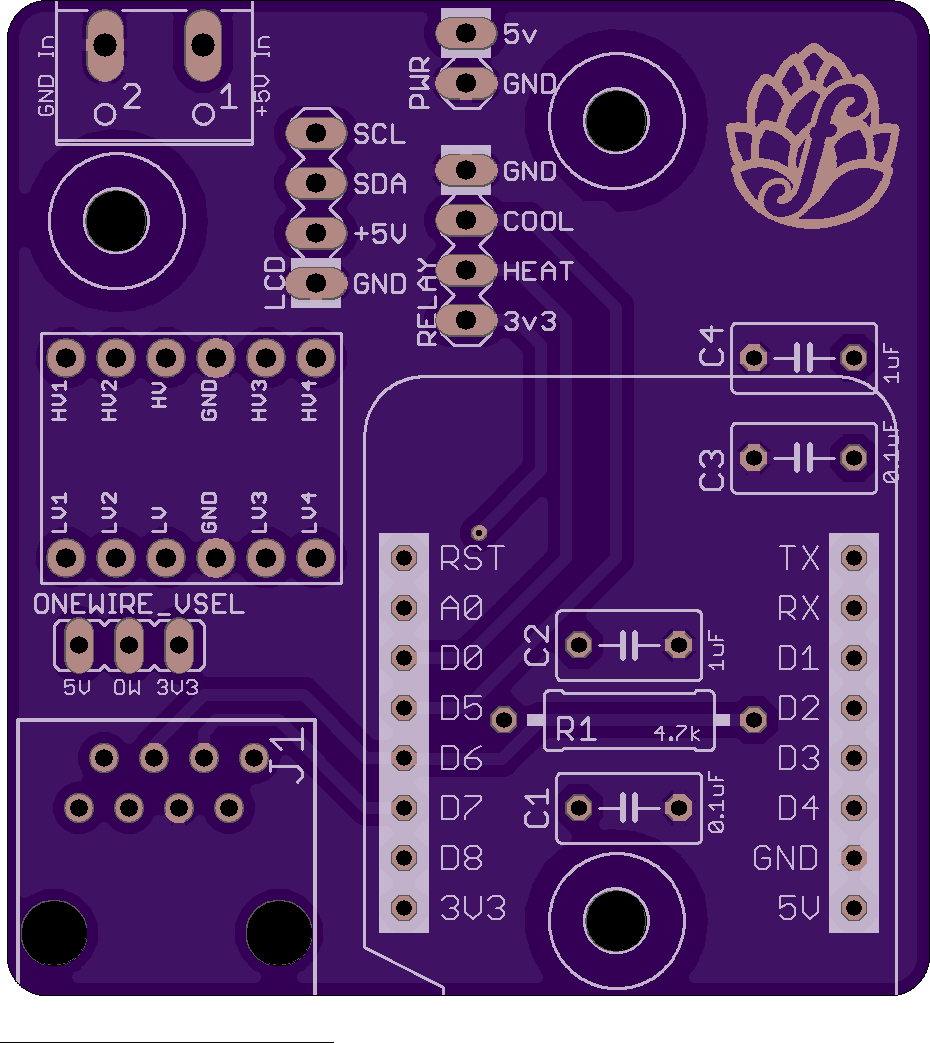 GND In
2
1
+5V In
PWR
5v
GND
LCD
SCL
SDA
+5V
GND
RELAY
GND
COOL
HEAT
3v3
HV1
HV2
HV
GND
HV3
HV4
LV1
LV2
LV
GND
LV3
LV4
ONEWIRE_VSEL
5V OW 3V3
J1
C4
1uF
C3
0.1uF
RST
A0
D0
D5
D6
D7
D8
3V3
TX
RX
D1
D2
D3
D4
GND
5V
C2
1uF
R1
4.7k
C1
0.1uF